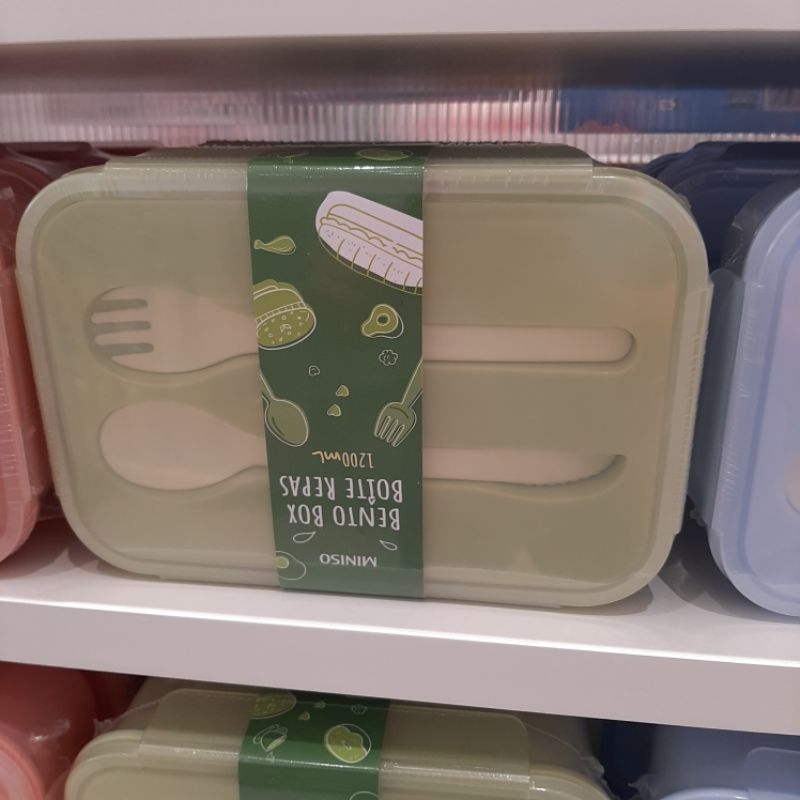 MINISO
BENTO BOX
BOÎTE REPAS
1200mL